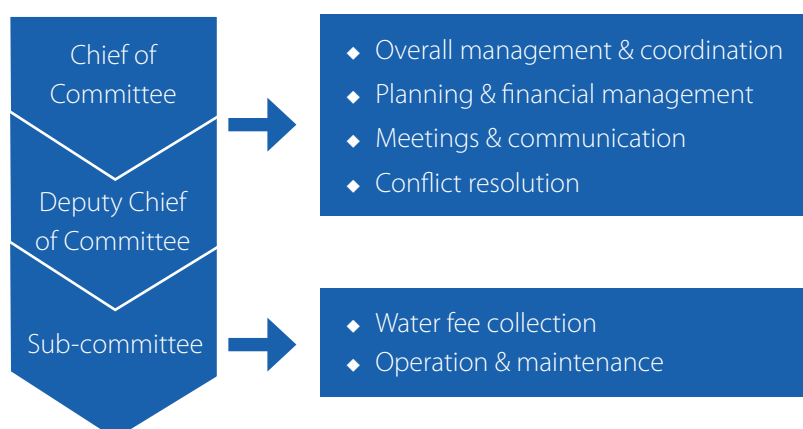 Chief of
Committee
Deputy Chief
of Committee
Sub-committee
◆ Overall management & coordination
◆ Planning & financial management
◆ Meetings & communication
◆ Conflict resolution
◆ Water fee collection
◆ Operation & maintenance